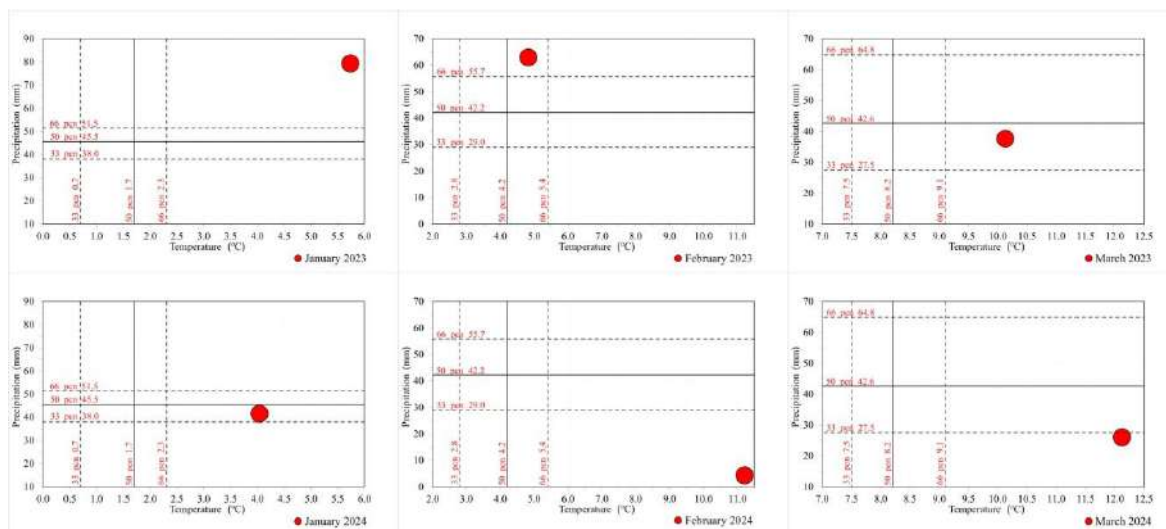 90
80
70
60
50
40
30
20
10
Precipitation (mm)
66 pcn 51.5
50 pcn 45.5
33 pcn 38.0
33 pcn 0.7
50 pcn 1.7
66 pcn 2.3
0.0 0.5 1.0 1.5 2.0 2.5 3.0 3.5 4.0 4.5 5.0 5.5 6.0
Temperature (°C)
January 2023
70
60
50
40
30
20
10
0
Precipitation (mm)
66 pcn 55.7
50 pcn 42.2
33 pcn 29.0
33 pcn 2.8
50 pcn 4.2
66 pcn 5.4
2.0 3.0 4.0 5.0 6.0 7.0 8.0 9.0 10.0 11.0
Temperature (°C)
February 2023
70
60
50
40
30
20
10
Precipitation (mm)
66 pcn 64.8
50 pcn 42.6
33 pcn 27.5
33 pcn 7.5
50 pcn 8.2
66 pcn 9.1
7.0 7.5 8.0 8.5 9.0 9.5 10.0 10.5 11.0 11.5 12.0 12.5
Temperature (°C)
March 2023
90
80
70
60
50
40
30
20
10
Precipitation (mm)
66 pcn 51.5
50 pcn 45.5
33 pcn 38.0
33 pcn 0.7
50 pcn 1.7
66 pcn 2.3
0.0 0.5 1.0 1.5 2.0 2.5 3.0 3.5 4.0 4.5 5.0 5.5 6.0
Temperature (°C)
January 2024
70
60
50
40
30
20
10
0
Precipitation (mm)
66 pcn 55.7
50 pcn 42.2
33 pcn 29.0
33 pcn 2.8
50 pcn 4.2
66 pcn 5.4
2.0 3.0 4.0 5.0 6.0 7.0 8.0 9.0 10.0 11.0
Temperature (°C)
February 2024
70
60
50
40
30
20
10
Precipitation (mm)
66 pcn 64.8
50 pcn 42.6
33 pcn 27.5
33 pcn 7.5
50 pcn 8.2
66 pcn 9.1
7.0 7.5 8.0 8.5 9.0 9.5 10.0 10.5 11.0 11.5 12.0 12.5
Temperature (°C)
March 2024